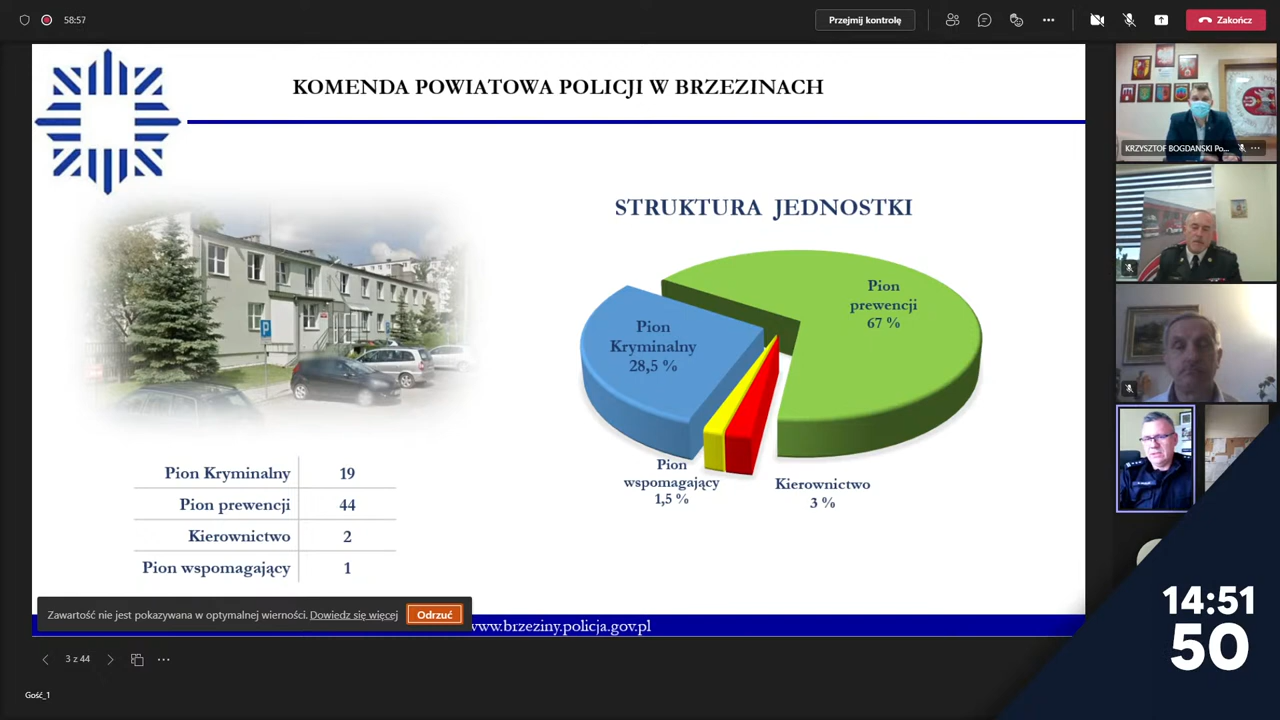 58:57
Przejmij kontrolę
Zakończ
KOMENDA POWIATOWA POLICJI W BRZEZINACH
STRUKTURA JEDNOSTKI
Pion
prewencji
67 %
Pion
Kryminalny
28,5 %
Pion
wspomagający
1,5 %
Kierownictwo
3 %
Pion Kryminalny 19
Pion prewencji 44
Kierownictwo 2
Pion wspomagający 1
Zawartość nie jest pokazywana w optymalnej wierności. Dowiedz się więcej
Odrzuć
www.brzeziny.policja.gov.pl
3 z 44
Gość_1
KRZYSZTOF BOGDAŃSKI Po...
14:51
50